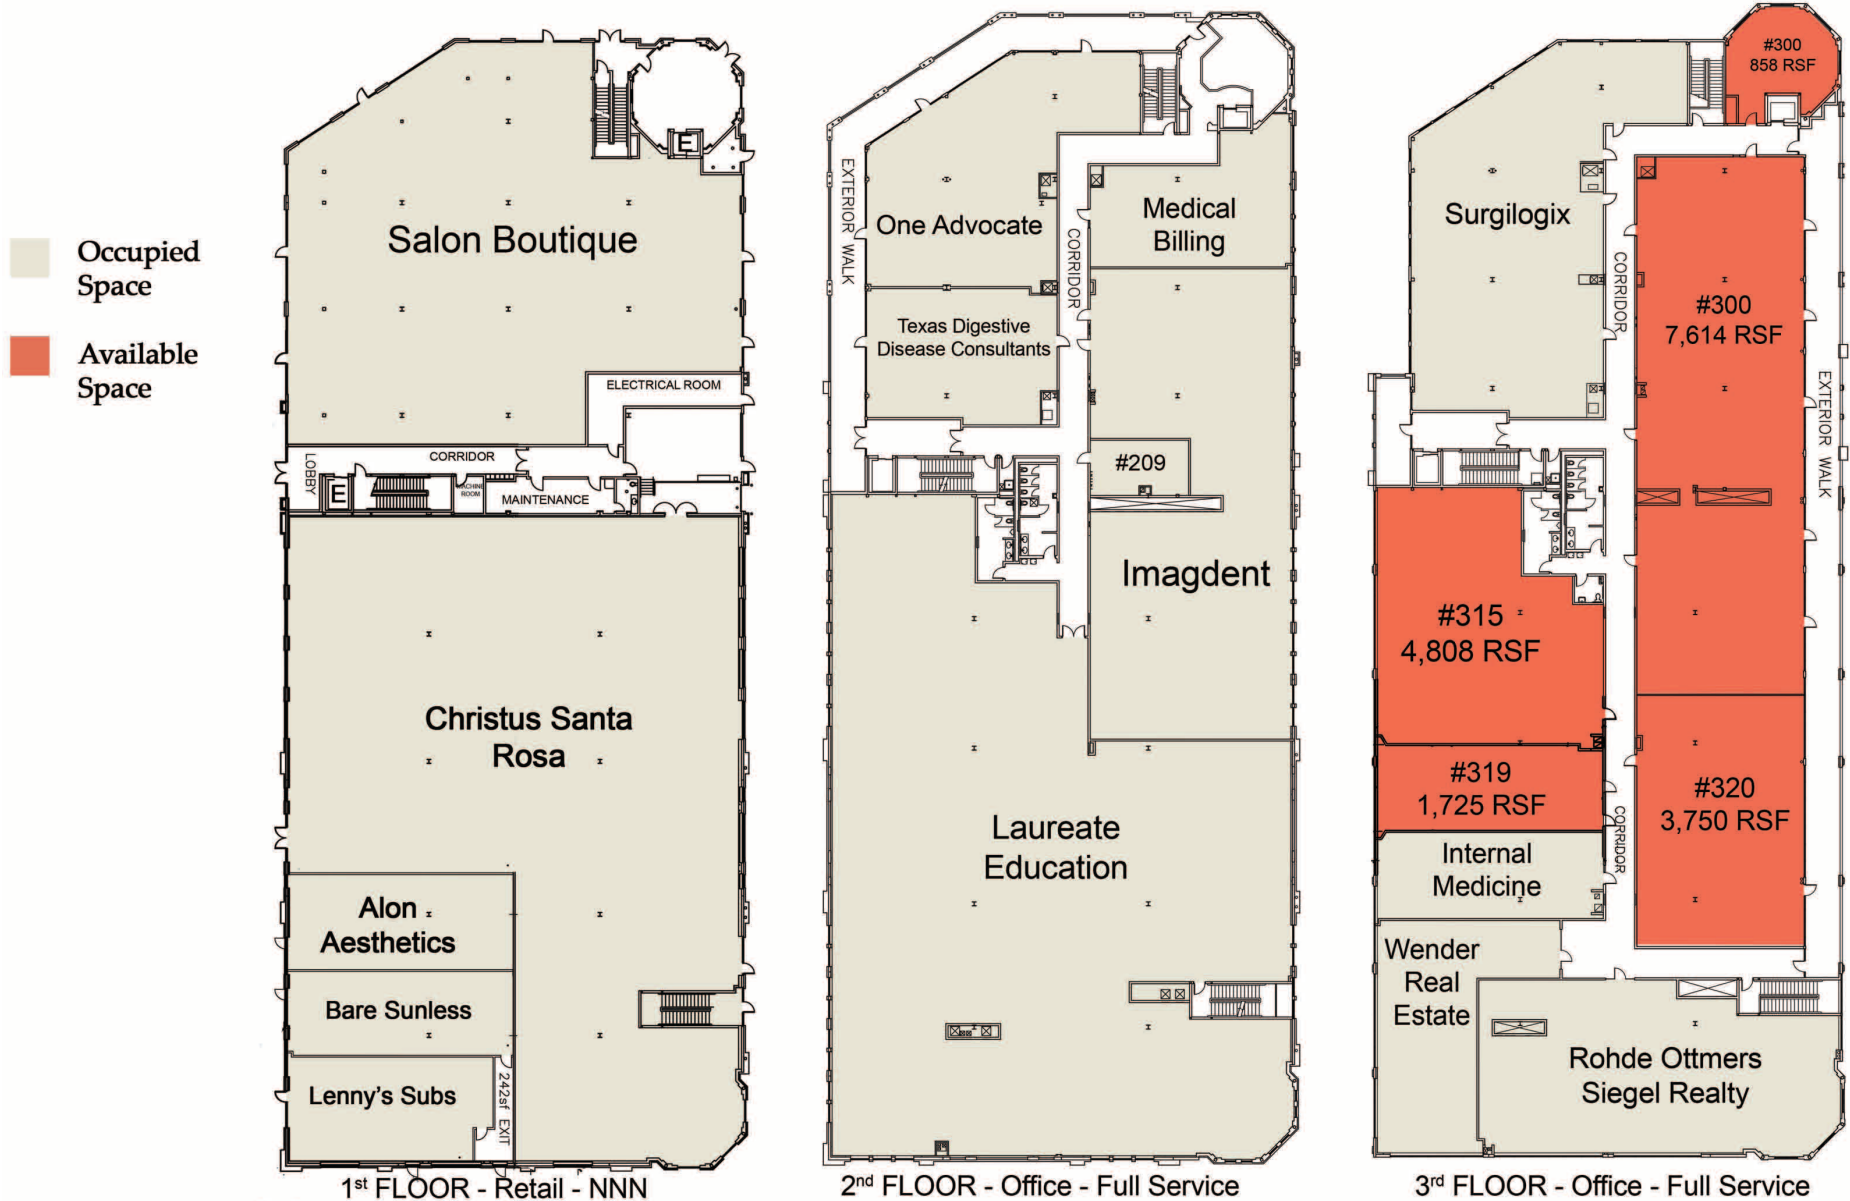 Occupied
Space
Available
Space
Salon Boutique
E
ELECTRICAL ROOM
CORRIDOR
LOBBY
E
MACHINE
ROOM
MAINTENANCE
Christus Santa
Rosa
Alon
Aesthetics
Bare Sunless
Lenny's Subs
242sf EXIT
1st FLOOR - Retail - NNN
EXTERIOR WALK
One Advocate
CORRIDOR
Medical
Billing
Texas Digestive
Disease Consultants
#209
Imagdent
Laureate
Education
2nd FLOOR - Office - Full Service
#300
858 RSF
Surgilogix
CORRIDOR
#300
7,614 RSF
EXTERIOR WALK
#315
4,808 RSF
#319
1,725 RSF
#320
3,750 RSF
CORRIDOR
Internal
Medicine
Wender
Real
Estate
Rohde Ottmers
Siegel Realty
3rd FLOOR - Office - Full Service